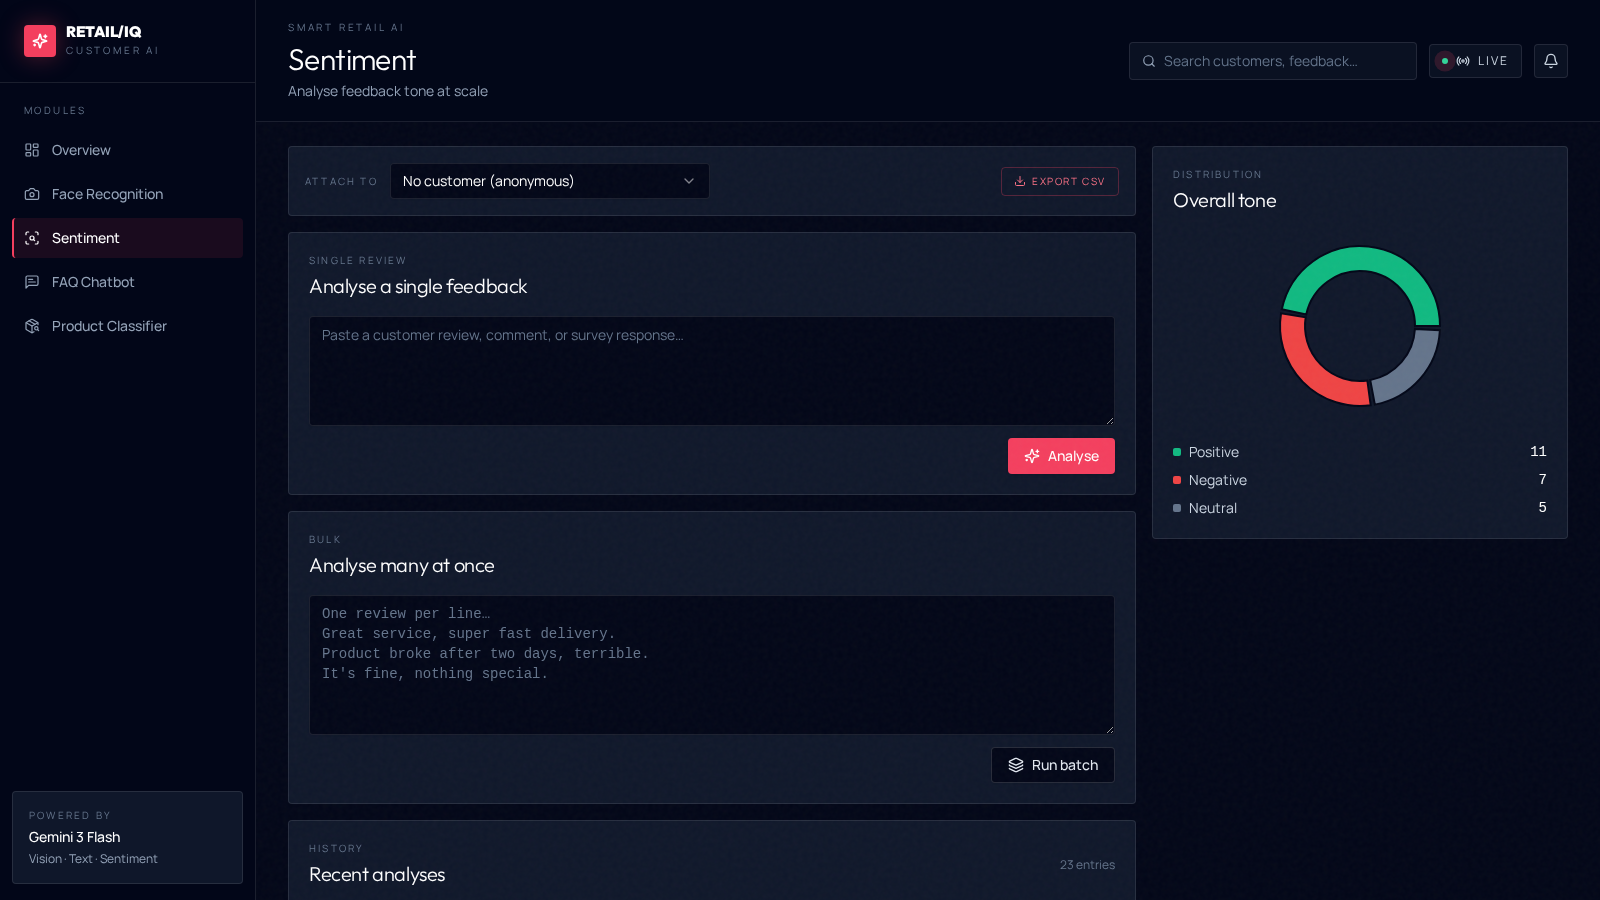 RETAIL/IQ
CUSTOMER AI
MODULES
Overview
Face Recognition
Sentiment
FAQ Chatbot
Product Classifier
POWERED BY
Gemini 3 Flash
Vision · Text · Sentiment
SMART RETAIL AI
Sentiment
Analyse feedback tone at scale
Search customers, feedback...
LIVE
ATTACH TO
No customer (anonymous)
EXPORT CSV
SINGLE REVIEW
Analyse a single feedback
Paste a customer review, comment, or survey response...
Analyse
BULK
Analyse many at once
One review per line…
Great service, super fast delivery.
Product broke after two days, terrible.
It's fine, nothing special.
Run batch
HISTORY
Recent analyses
23 entries
DISTRIBUTION
Overall tone
Positive 11
Negative 7
Neutral 5